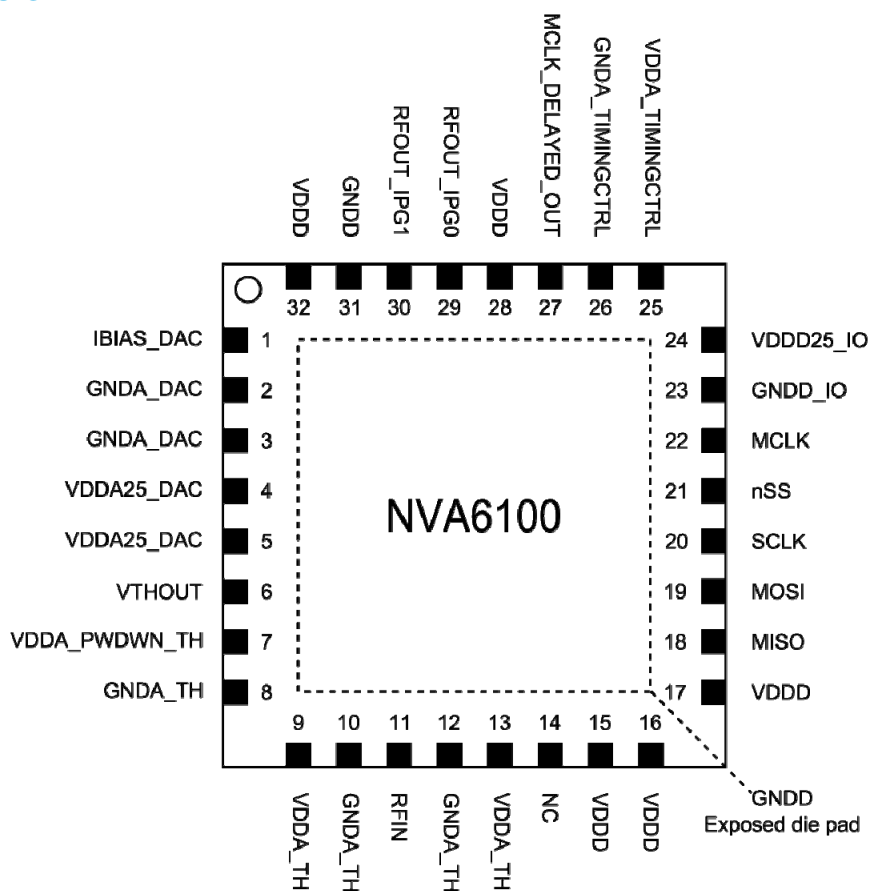 VDDD
GNDD
RFOUT_IPG1
RFOUT_IPG0
VDDD
MCLK_DELAYED_OUT
GNDA_TIMINGCTRL
VDDA_TIMINGCTRL
32 31 30 29 28 27 26 25
IBIAS_DAC 1
GNDA_DAC 2
GNDA_DAC 3
VDDA25_DAC 4
VDDA25_DAC 5
VTHOUT 6
VDDA_PWDWN_TH 7
GNDA_TH 8
NVA6100
24 VDDD25_IO
23 GNDD_IO
22 MCLK
21 nSS
20 SCLK
19 MOSI
18 MISO
17 VDDD
9 10 11 12 13 14 15 16
VDDA_TH
GNDA_TH
RFIN
GNDA_TH
VDDA_TH
NC
VDDD
VDDD
GNDD
Exposed die pad